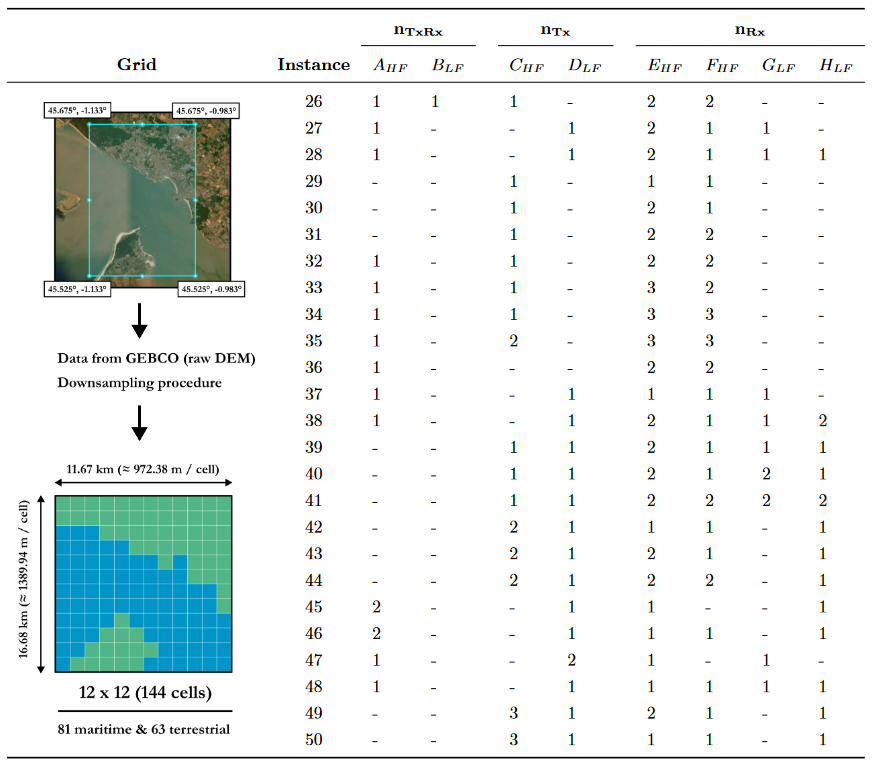 n_TxRx n_Tx n_Rx
Grid Instance A_HF B_LF C_HF D_LF E_HF F_HF G_LF H_LF
45.675°, -1.133° 45.675°, -0.983°
45.525°, -1.133° 45.525°, -0.983°
Data from GEBCO (raw DEM)
Downsampling procedure
11.67 km (≈ 972.38 m / cell)
16.68 km (≈ 1389.94 m / cell)
12 x 12 (144 cells)
81 maritime & 63 terrestrial
26 1 1 1 - 2 2 - -
27 1 - - 1 2 1 1 -
28 1 - - 1 2 1 1 1
29 - - 1 - 1 1 - -
30 - - 1 - 2 1 - -
31 - - 1 - 2 2 - -
32 1 - 1 - 2 2 - -
33 1 - 1 - 3 2 - -
34 1 - 1 - 3 3 - -
35 1 - 2 - 3 3 - -
36 1 - - - 2 2 - -
37 1 - - 1 1 1 1 -
38 1 - - 1 2 1 1 2
39 - - 1 1 2 1 1 1
40 - - 1 1 2 1 2 1
41 - - 1 1 2 2 2 2
42 - - 2 1 1 1 - 1
43 - - 2 1 2 1 - 1
44 - - 2 1 2 2 - 1
45 2 - - 1 1 - - 1
46 2 - - 1 1 1 - 1
47 1 - - 2 1 - 1 -
48 1 - - 1 1 1 1 1
49 - - 3 1 2 1 - 1
50 - - 3 1 1 1 - 1